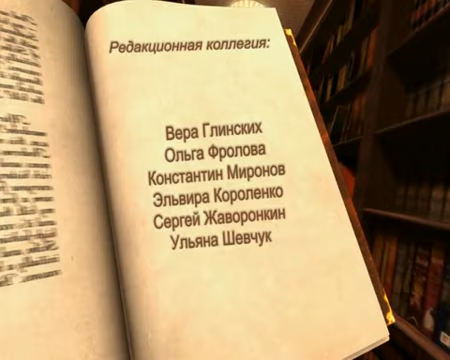 Редакционная коллегия:
Вера Глинских
Ольга Фролова
Константин Миронов
Эльвира Короленко
Сергей Жаворонкин
Ульяна Шевчук